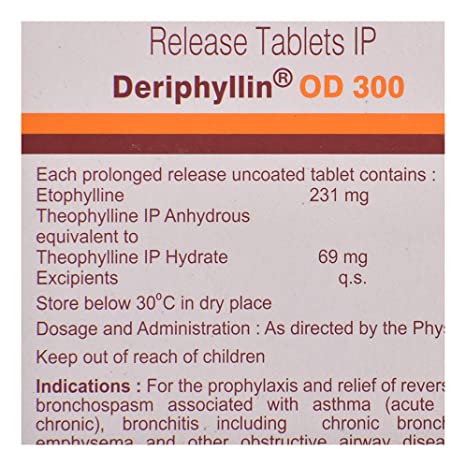 Release Tablets IP
Deriphyllin® OD 300
Each prolonged release uncoated tablet contains :
Etophylline 231 mg
Theophylline IP Anhydrous
equivalent to
Theophylline IP Hydrate 69 mg
Excipients q.s.
Store below 30°C in dry place
Dosage and Administration : As directed by the Phy
Keep out of reach of children
Indications : For the prophylaxis and relief of revers
bronchospasm associated with asthma (acute
chronic), bronchitis including chronic bronch
emphysema and other obstructive airway disea